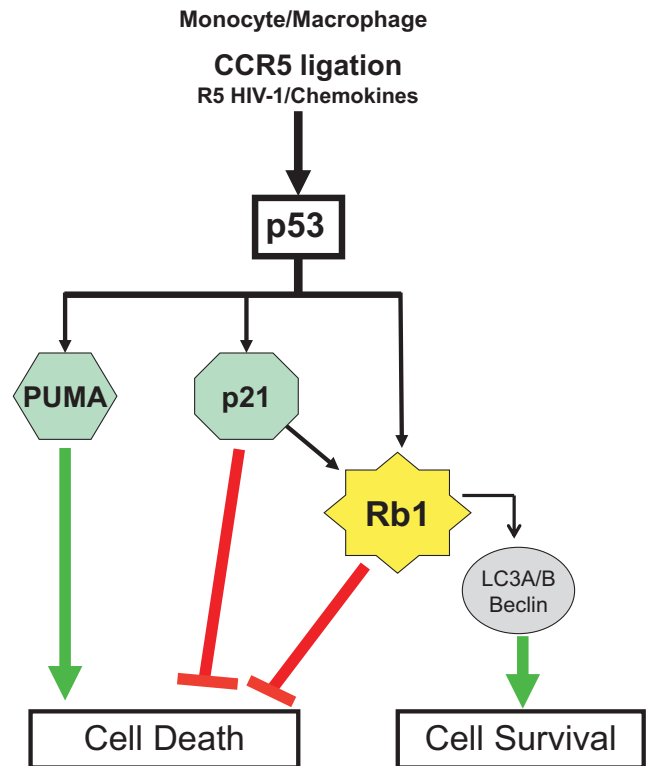 Monocyte/Macrophage
CCR5 ligation
R5 HIV-1/Chemokines
p53
PUMA
p21
Rb1
LC3A/B
Beclin
Cell Death
Cell Survival